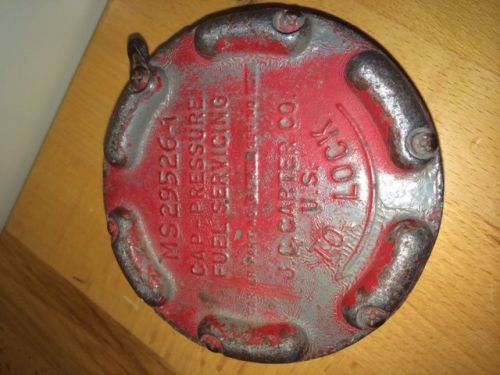 MS29526-1
CAP-PRESSURE
FUEL SERVICING
J.C. CARTER CO.
U.S.
TO LOCK